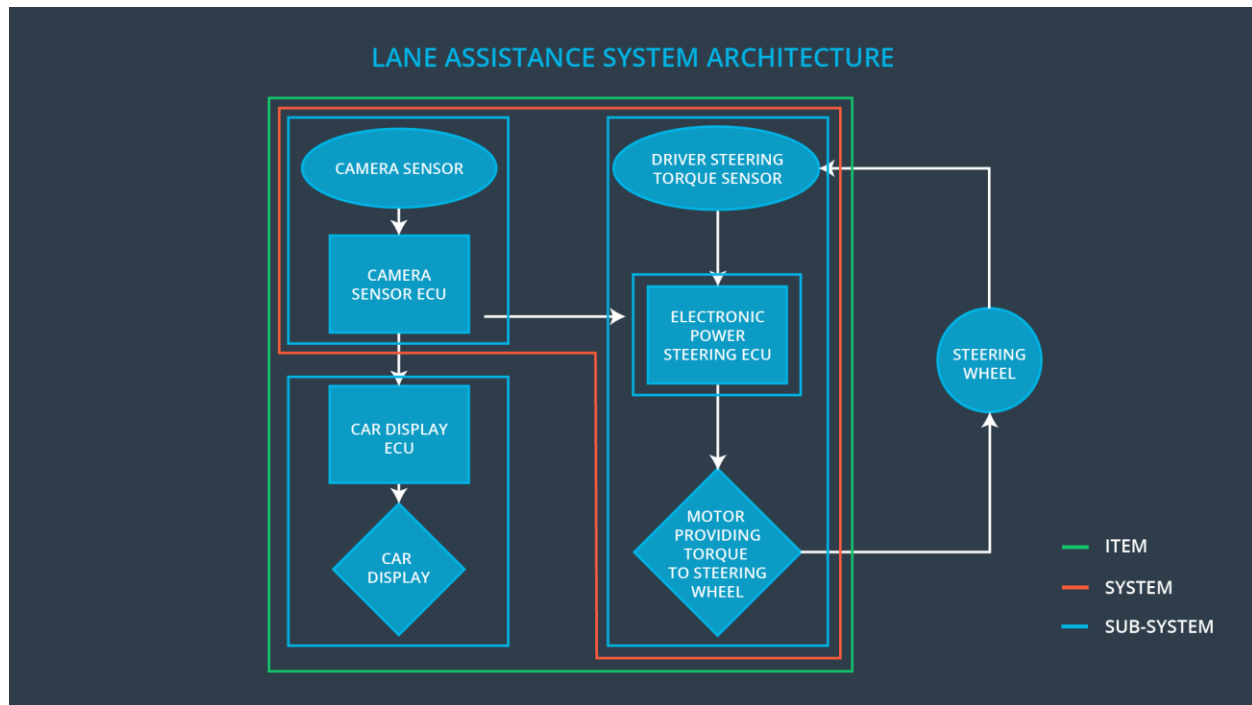 LANE ASSISTANCE SYSTEM ARCHITECTURE
CAMERA SENSOR
CAMERA
SENSOR ECU
CAR DISPLAY
ECU
CAR
DISPLAY
DRIVER STEERING
TORQUE SENSOR
ELECTRONIC
POWER
STEERING ECU
MOTOR
PROVIDING
TORQUE
TO STEERING
WHEEL
STEERING
WHEEL
ITEM
SYSTEM
SUB-SYSTEM